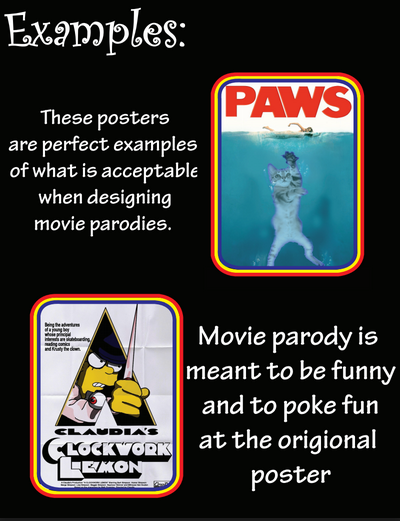 Examples:
These posters
are perfect examples
of what is acceptable
when designing
movie parodies.
PAWS
Being the adventures
of a young boy
whose principal
interests are skateboarding,
reading comics
and Krusty the clown.
CLAUDIA'S
CLOCKWORK
LEMON
Movie parody is
meant to be funny
and to poke fun
at the origional
poster